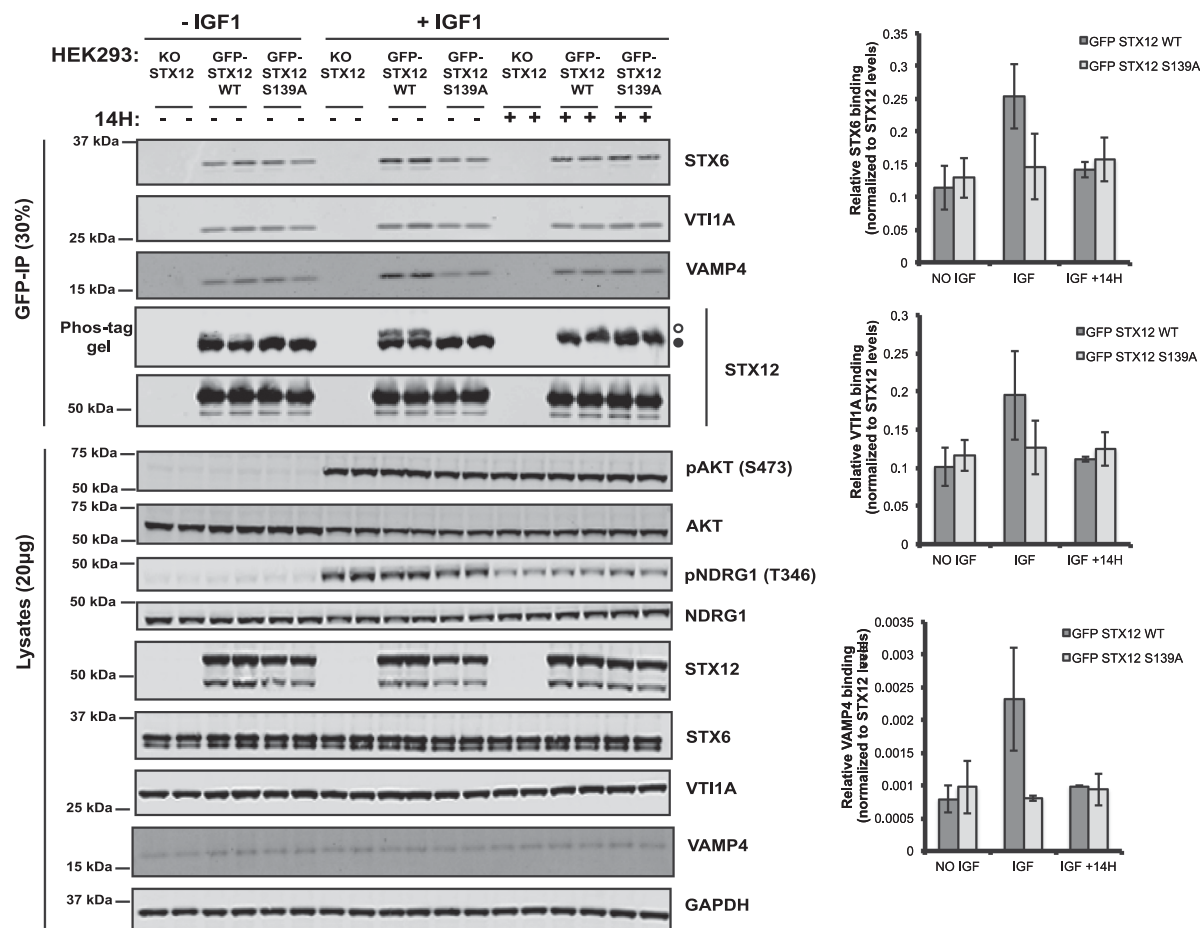 - IGF1
+ IGF1
HEK293:
KO STX12
GFP-STX12 WT
GFP-STX12 S139A
KO STX12
GFP-STX12 WT
GFP-STX12 S139A
KO STX12
GFP-STX12 WT
GFP-STX12 S139A
14H: - - - - - - - - - - - - + + + + + +
GFP-IP (30%)
37 kDa
STX6
VTI1A
25 kDa
VAMP4
15 kDa
Phos-tag gel
STX12
50 kDa
Lysates (20µg)
75 kDa
pAKT (S473)
50 kDa
75 kDa
AKT
50 kDa
50 kDa
pNDRG1 (T346)
50 kDa
NDRG1
STX12
50 kDa
37 kDa
STX6
VTI1A
25 kDa
VAMP4
15 kDa
37 kDa
GAPDH
Relative STX6 binding
(normalized to STX12 levels)
0.35
0.3
0.25
0.2
0.15
0.1
0.05
0
GFP STX12 WT
GFP STX12 S139A
NO IGF IGF IGF +14H
Relative VTI1A binding
(normalized to STX12 levels)
0.3
0.25
0.2
0.15
0.1
0.05
0
GFP STX12 WT
GFP STX12 S139A
NO IGF IGF IGF +14H
Relative VAMP4 binding
(normalized to STX12 levels)
0.0035
0.003
0.0025
0.002
0.0015
0.001
0.0005
0
GFP STX12 WT
GFP STX12 S139A
NO IGF IGF IGF +14H